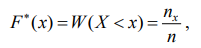 F*(x) = W(X < x) = nₓ/n ,